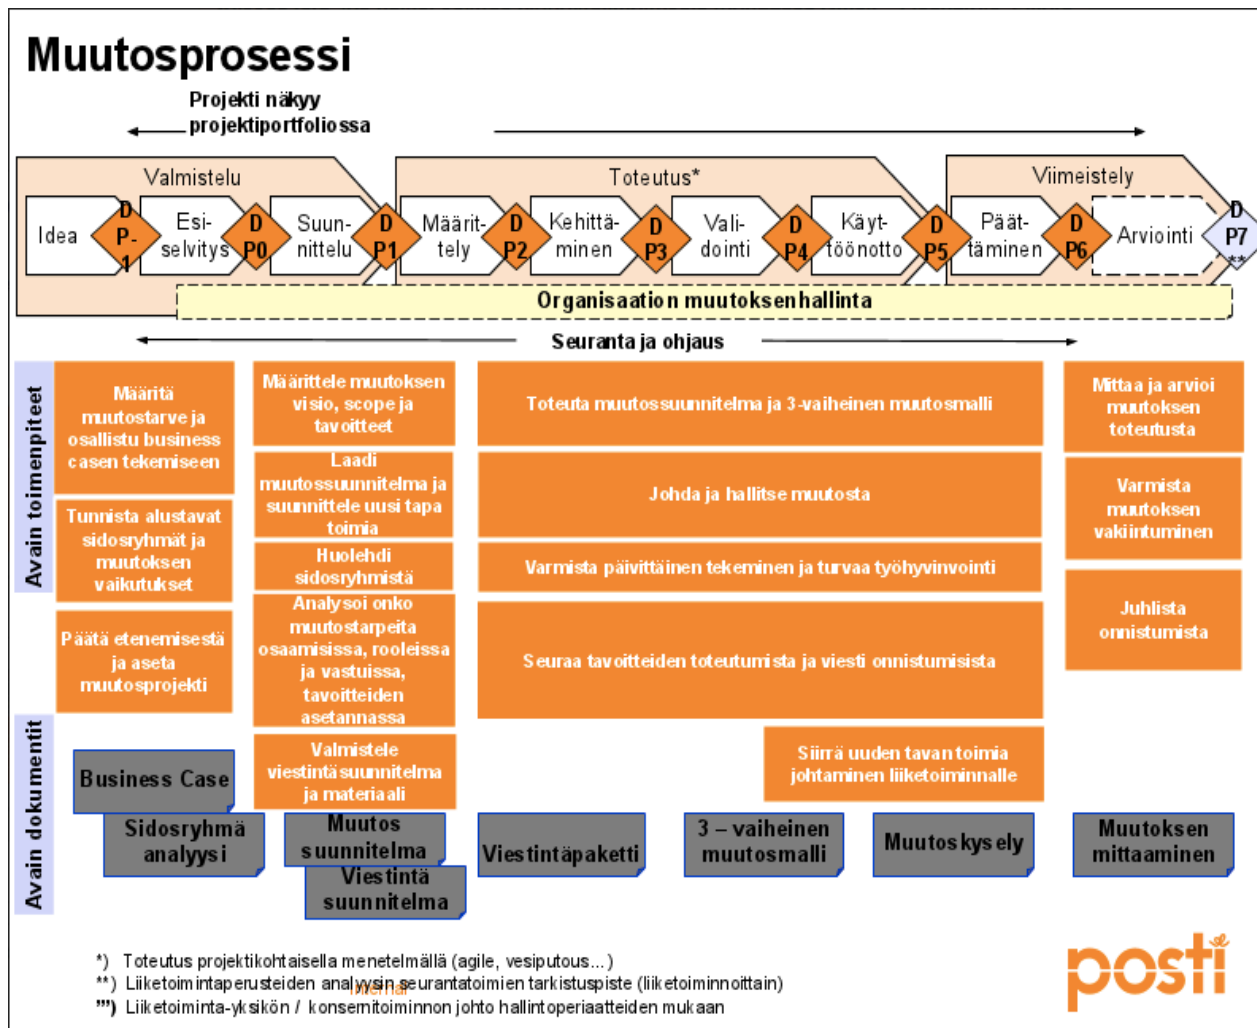 Muutosprosessi
Projekti näkyy
projektiportfoliossa
Valmistelu
Toteutus*
Viimeistely
Idea
D
P-
1
Esi-
selvitys
D
P0
Suun-
nittelu
D
P1
Määrit-
tely
D
P2
Kehittä-
minen
D
P3
Vali-
dointi
D
P4
Käyt-
töönotto
D
P5
Päät-
täminen
D
P6
Arviointi
D
P7
**
Organisaation muutoksenhallinta
Seuranta ja ohjaus
Avain toimenpiteet
Määritä
muutostarve ja
osallistu business
casen tekemiseen
Tunnista alustavat
sidosryhmät ja
muutoksen
vaikutukset
Päätä etenemisestä
ja aseta
muutosprojekti
Määrittele muutoksen
visio, scope ja
tavoitteet
Laadi
muutossuunnitelma ja
suunnittele uusi tapa
toimia
Huolehdi
sidosryhmistä
Analysoi onko
muutostarpeita
osaamisissa, rooleissa
ja vastuissa,
tavoitteiden
asetannassa
Valmistele
viestintäsuunnitelma
ja materiaali
Toteuta muutossuunnitelma ja 3-vaiheinen muutosmalli
Johda ja hallitse muutosta
Varmista päivittäinen tekeminen ja turvaa työhyvinvointi
Seuraa tavoitteiden toteutumista ja viesti onnistumisista
Siirrä uuden tavan toimia
johtaminen liiketoiminnalle
Mittaa ja arvioi
muutoksen
toteutusta
Varmista
muutoksen
vakiintuminen
Juhlista
onnistumista
Avain dokumentit
Business Case
Sidosryhmä
analyysi
Muutos
suunnitelma
Viestintä
suunnitelma
Viestintäpaketti
3 – vaiheinen
muutosmalli
Muutoskysely
Muutoksen
mittaaminen
*) Toteutus projektikohtaisella menetelmällä (agile, vesiputous...)
**) Liiketoimintaperusteiden analyysin seurantatoimien tarkistuspiste (liiketoiminnoittain)
Internal
"") Liiketoiminta-yksikön / konsernitoiminnon johto hallintoperiaatteiden mukaan
posti